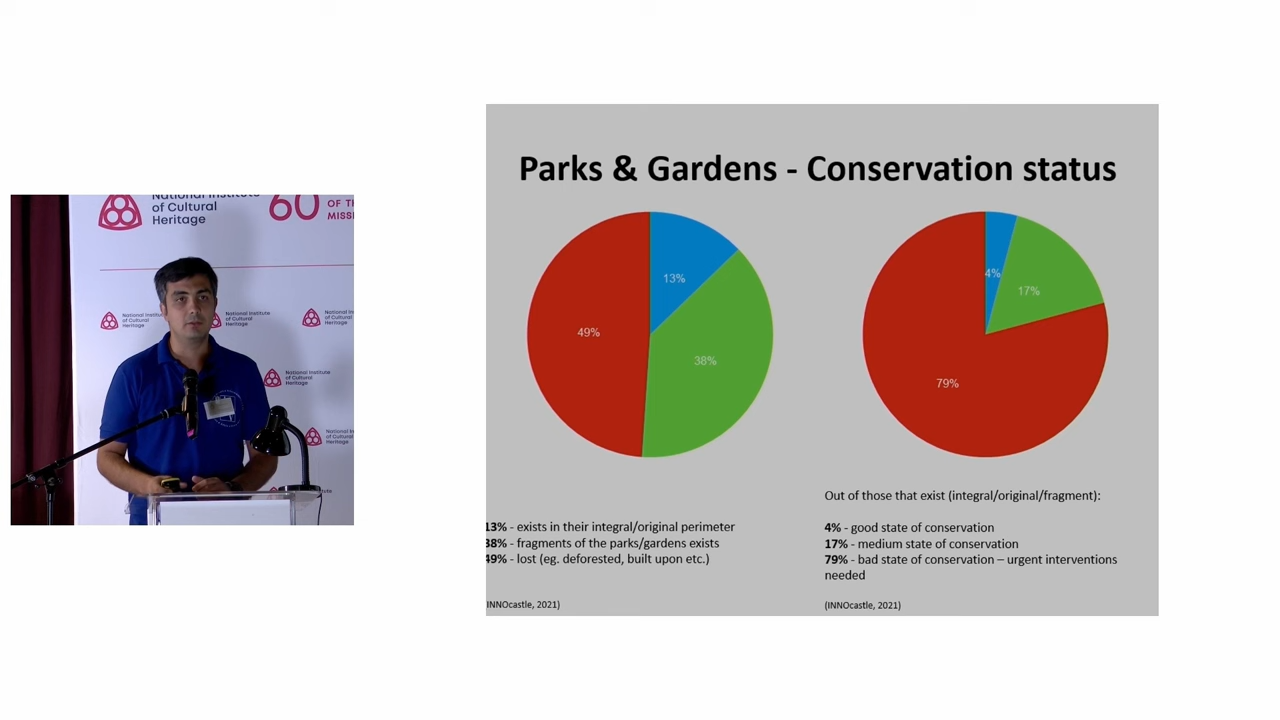 National Institute
of Cultural
Heritage
60
OF TH
MISSI
National Institute
of Cultural
Heritage
National Institute
of Cultural
Heritage
National Institute
of Cultural
Heritage
Parks & Gardens - Conservation status
13%
49%
38%
4%
17%
79%
13% - exists in their integral/original perimeter
38% - fragments of the parks/gardens exists
49% - lost (eg. deforested, built upon etc.)
(INNOcastle, 2021)
Out of those that exist (integral/original/fragment):
4% - good state of conservation
17% - medium state of conservation
79% - bad state of conservation – urgent interventions
needed
(INNOcastle, 2021)